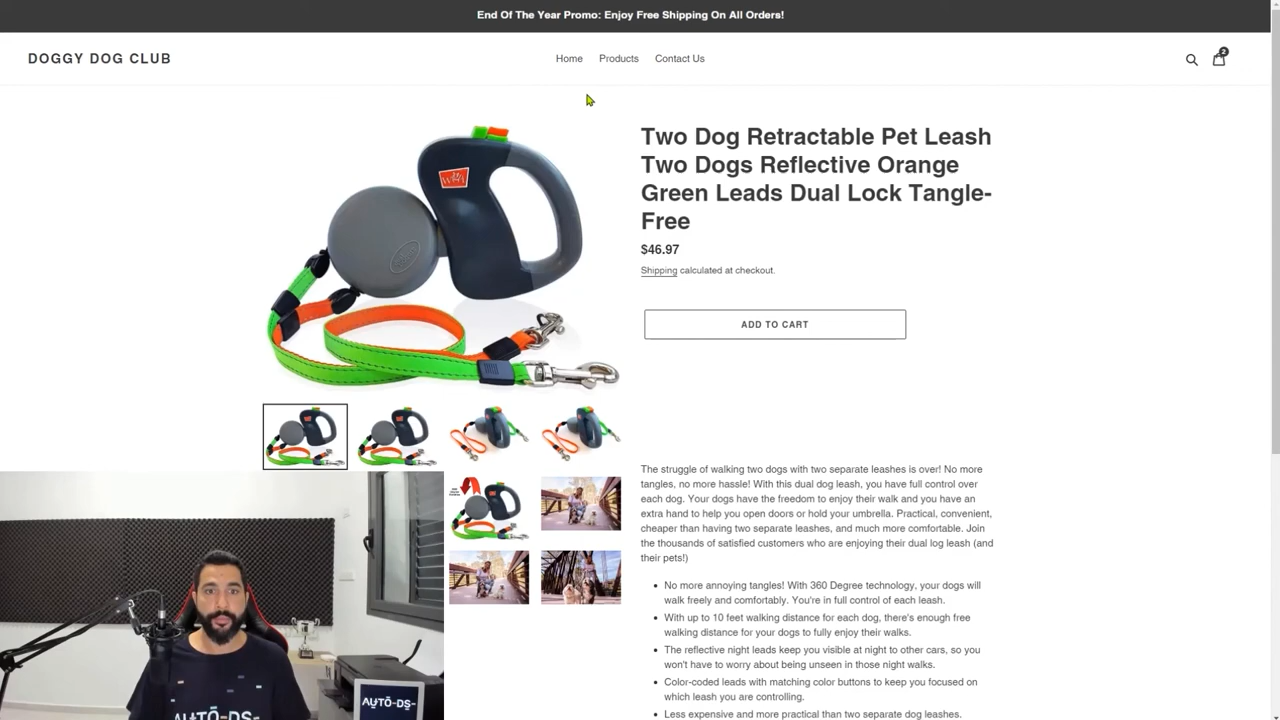 End Of The Year Promo: Enjoy Free Shipping On All Orders!
DOGGY DOG CLUB
Home Products Contact Us
2
Two Dog Retractable Pet Leash
Two Dogs Reflective Orange
Green Leads Dual Lock Tangle-
Free
$46.97
Shipping calculated at checkout.
ADD TO CART
The struggle of walking two dogs with two separate leashes is over! No more
tangles, no more hassle! With this dual dog leash, you have full control over
each dog. Your dogs have the freedom to enjoy their walk and you have an
extra hand to help you open doors or hold your umbrella. Practical, convenient,
cheaper than having two separate leashes, and much more comfortable. Join
the thousands of satisfied customers who are enjoying their dual log leash (and
their pets!)
No more annoying tangles! With 360 Degree technology, your dogs will
walk freely and comfortably. You're in full control of each leash.
With up to 10 feet walking distance for each dog, there's enough free
walking distance for your dogs to fully enjoy their walks.
The reflective night leads keep you visible at night to other cars, so you
won't have to worry about being unseen in those night walks.
Color-coded leads with matching color buttons to keep you focused on
which leash you are controlling.
Less expensive and more practical than two separate dog leashes.
AUTO-DS-
AUTO-DS-